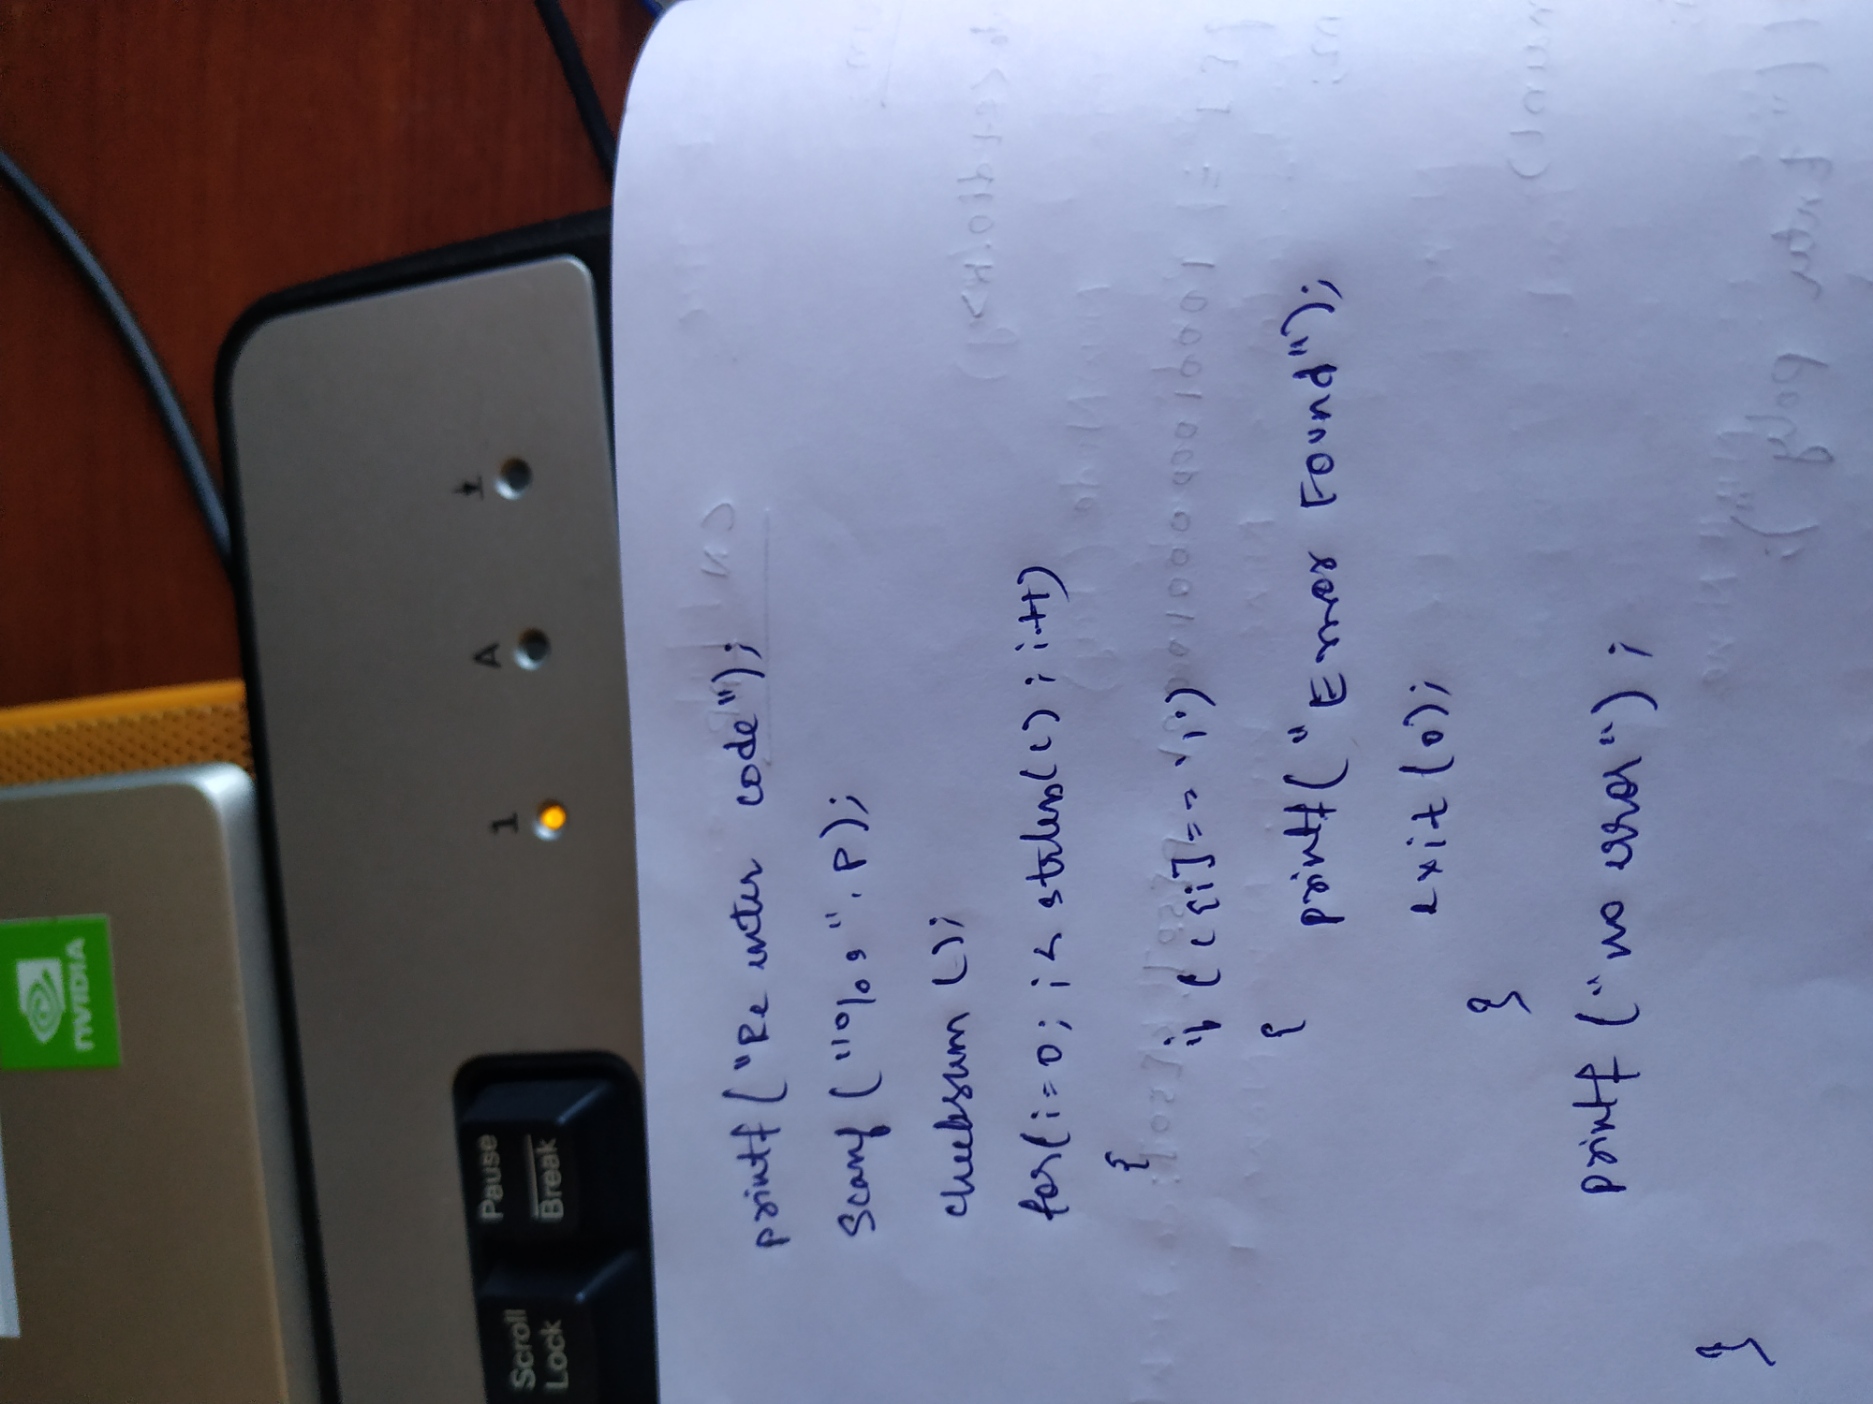 NVIDIA
Scroll
Lock
Pause
Break
1
A
printf ("Re enter code");
Scanf ("%s", P);
checksum ();
for(i=0; i< strlen(c); i++)
{
if (c[i]=='1')
{
printf("Error Found");
exit (0);
}
printf ("no error");
}